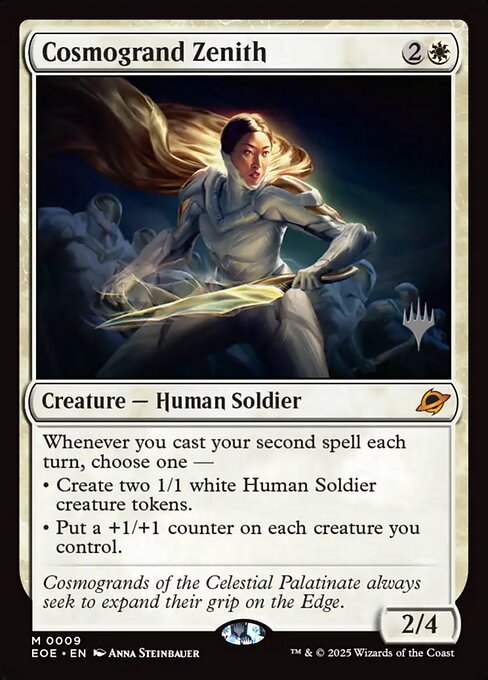 Cosmogrand Zenith 2
Creature — Human Soldier
Whenever you cast your second spell each
turn, choose one —
• Create two 1/1 white Human Soldier
creature tokens.
• Put a +1/+1 counter on each creature you
control.
Cosmogrands of the Celestial Palatinate always
seek to expand their grip on the Edge.
2/4
M 0009
EOE • EN Anna Steinbauer
™ & © 2025 Wizards of the Coast